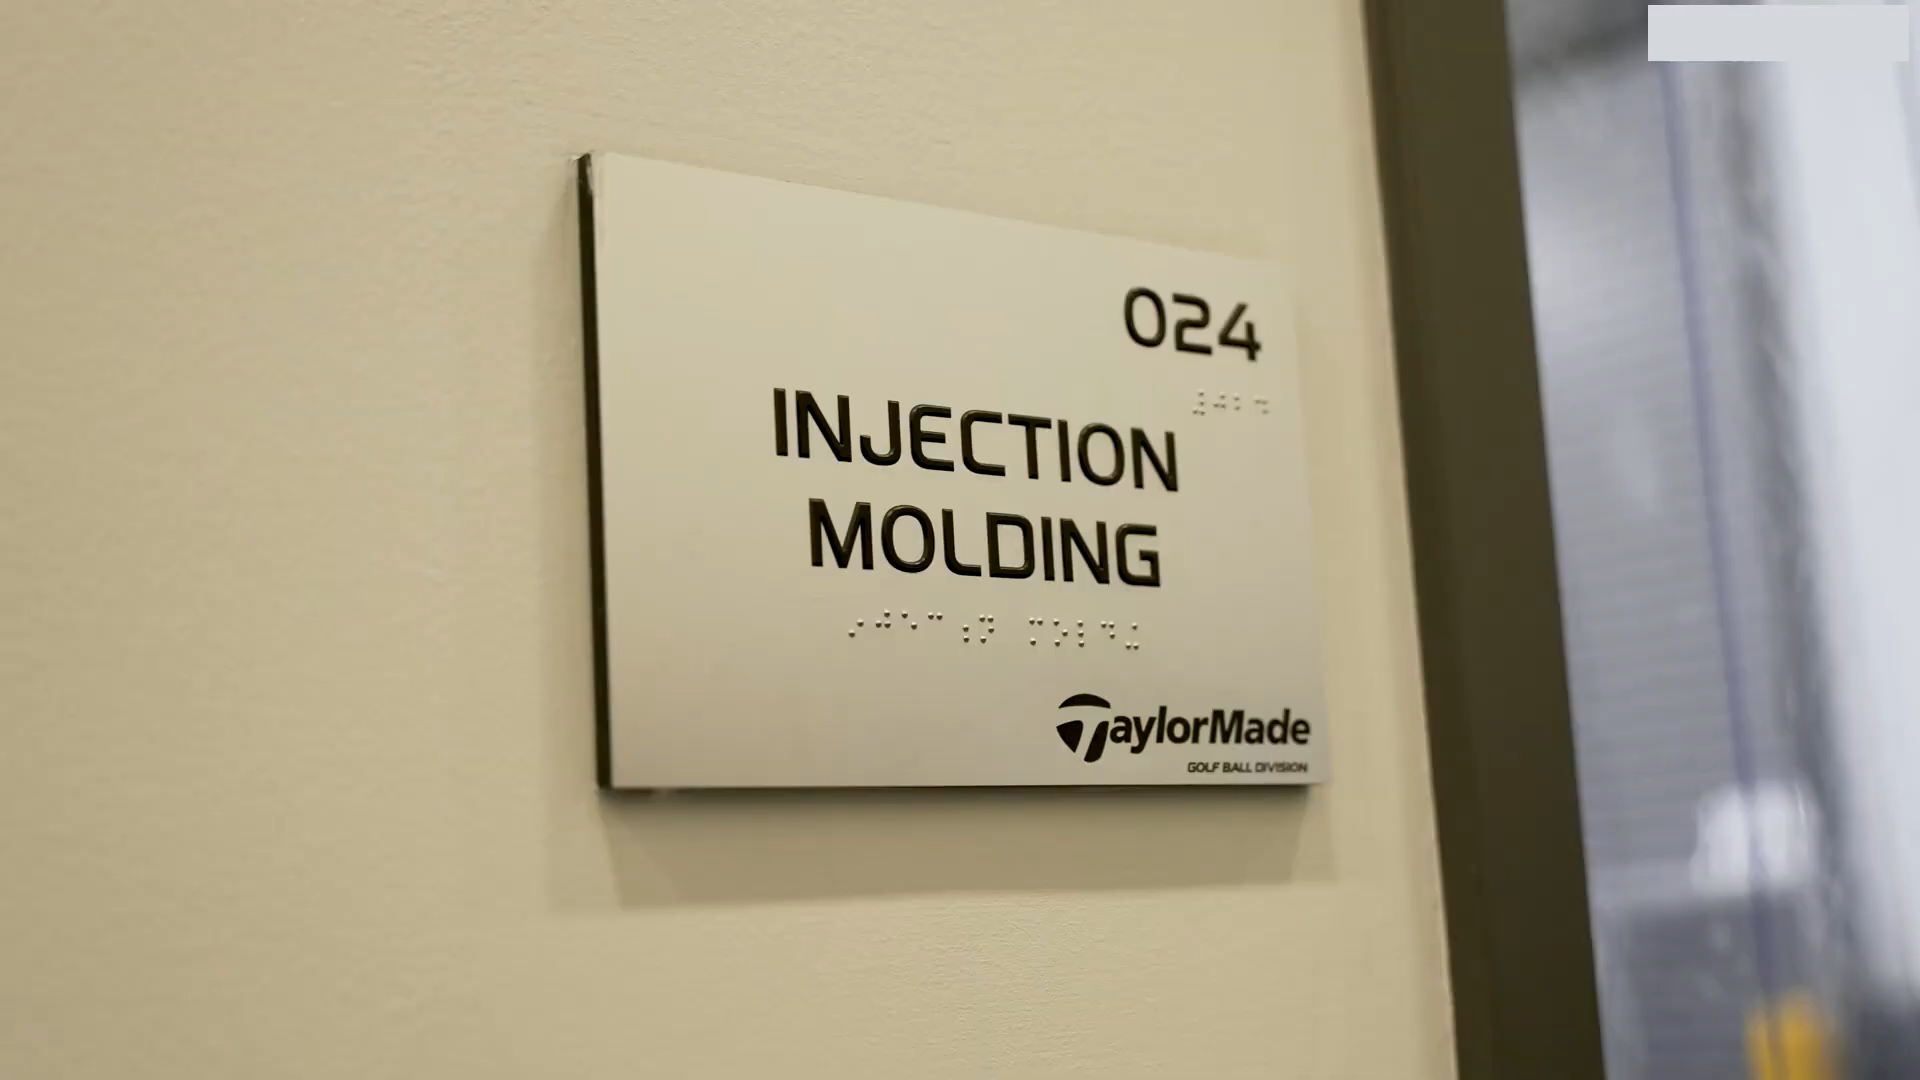 024
INJECTION
MOLDING
TaylorMade
GOLF BALL DIVISION